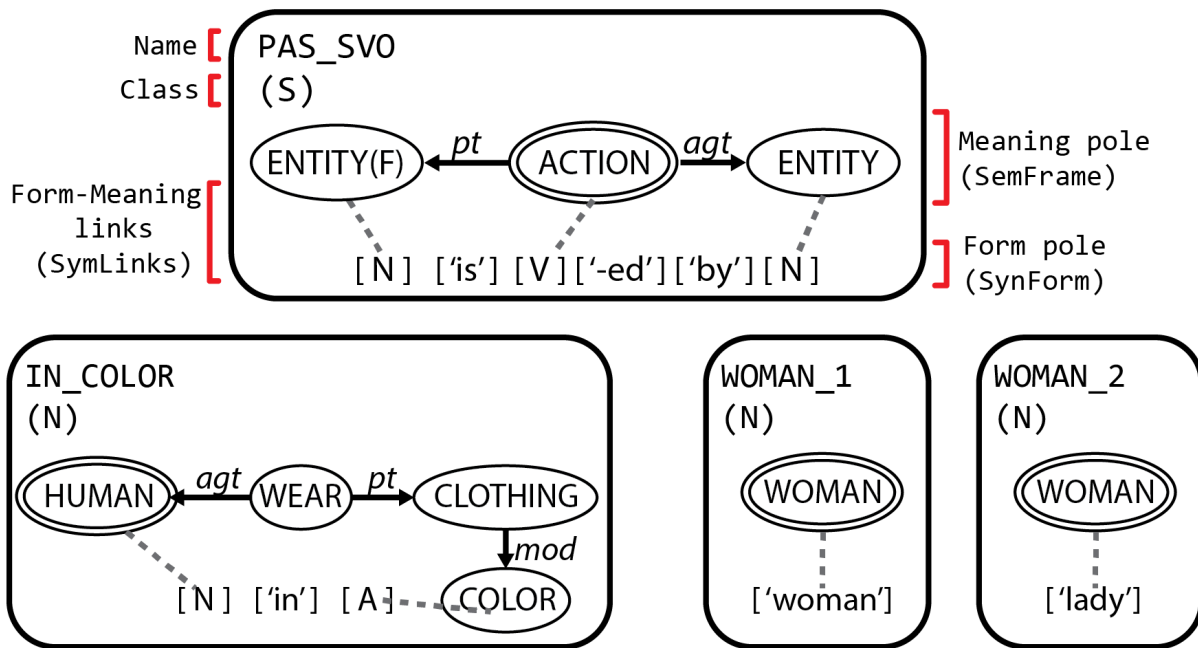 Name
PAS_SVO
Class
(S)
ENTITY(F)
pt
ACTION
agt
ENTITY
Meaning pole
(SemFrame)
Form-Meaning
links
(SymLinks)
[N] ['is'] [V] ['-ed'] ['by'] [N]
Form pole
(SynForm)
IN_COLOR
(N)
HUMAN
agt
WEAR
pt
CLOTHING
mod
[N] ['in'] [A]
COLOR
WOMAN_1
(N)
WOMAN
['woman']
WOMAN_2
(N)
WOMAN
['lady']